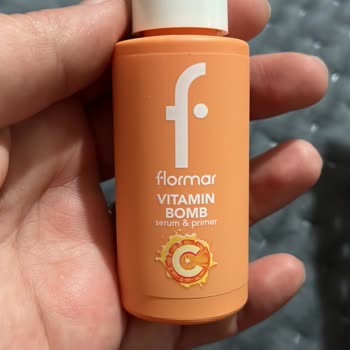 f
flormar
VITAMIN
BOMB
serum & primer
C